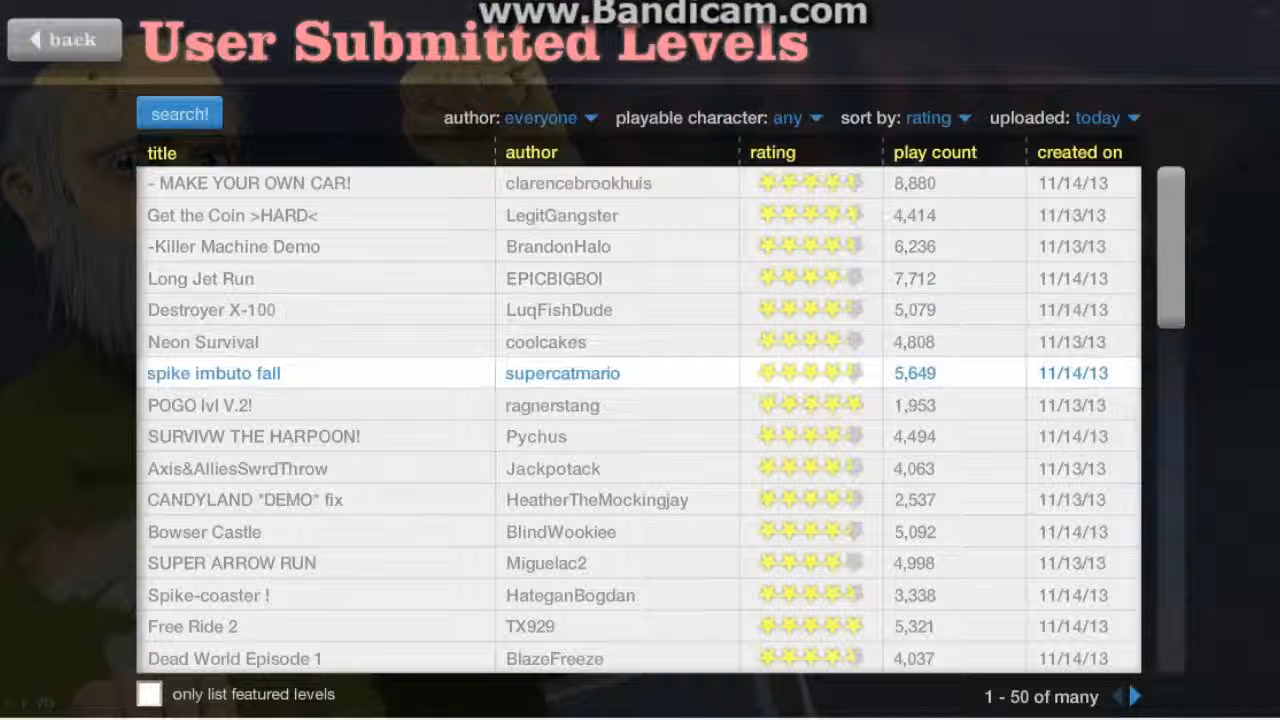 www.Bandicam.com
back
User Submitted Levels
search!
author: everyone playable character: any sort by: rating uploaded: today
title author rating play count created on
- MAKE YOUR OWN CAR! clarencebrookhuis 8,880 11/14/13
Get the Coin >HARD< LegitGangster 4,414 11/13/13
-Killer Machine Demo BrandonHalo 6,236 11/13/13
Long Jet Run EPICBIGBOI 7,712 11/14/13
Destroyer X-100 LuqFishDude 5,079 11/14/13
Neon Survival coolcakes 4,808 11/13/13
spike imbuto fall supercatmario 5,649 11/14/13
POGO lvl V.2! ragnerstang 1,953 11/13/13
SURVIVW THE HARPOON! Pychus 4,494 11/14/13
Axis&AlliesSwrdThrow Jackpotack 4,063 11/14/13
CANDYLAND *DEMO* fix HeatherTheMockingjay 2,537 11/13/13
Bowser Castle BlindWookiee 5,092 11/14/13
SUPER ARROW RUN Miguelac2 4,998 11/13/13
Spike-coaster ! HateganBogdan 3,338 11/14/13
Free Ride 2 TX929 5,321 11/14/13
Dead World Episode 1 BlazeFreeze 4,037 11/14/13
only list featured levels 1 - 50 of many